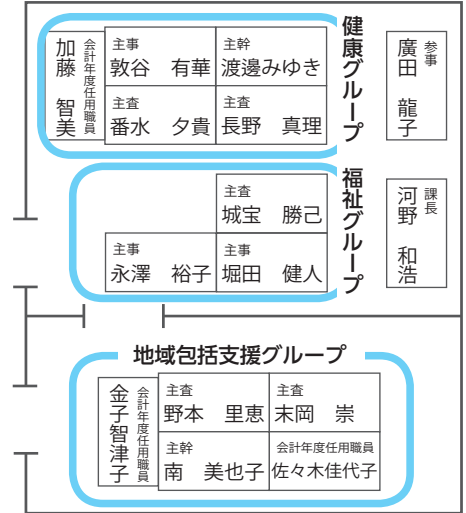 健康グループ
会計年度任用職員
加藤　智美
主事
敦谷　有華
主幹
渡邊みゆき
主査
番水　夕貴
主査
長野　真理
参事
廣田　龍子
福祉グループ
主査
城宝　勝己
主事
永澤　裕子
主事
堀田　健人
課長
河野　和浩
地域包括支援グループ
会計年度任用職員
金子智津子
主査
野本　里恵
主査
末岡　崇
主幹
南　美也子
会計年度任用職員
佐々木佳代子